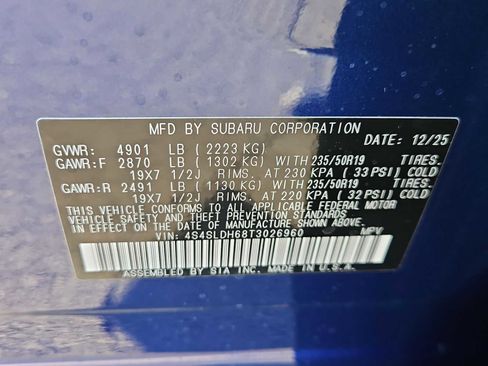 MFD BY SUBARU CORPORATION
GVWR: 4901 LB (2223 KG) DATE: 12/25
GAWR:F 2870 LB (1302 KG) WITH 235/50R19 TIRES.
19X7 1/2J RIMS. AT 230 KPA (33 PSI) COLD
GAWR:R 2491 LB (1130 KG) WITH 235/50R19 TIRES.
19X7 1/2J RIMS. AT 220 KPA (32 PSI) COLD
THIS VEHICLE CONFORMS TO ALL APPLICABLE FEDERAL MOTOR
VEHICLE SAFETY, BUMPER, AND THEFT PREVENTION STANDARDS
IN EFFECT ON THE DATE OF MANUFACTURE SHOWN ABOVE.
VIN: 4S4SLDH68T3026960 MPV
ASSEMBLED BY SIA INC. MADE IN U.S.A.